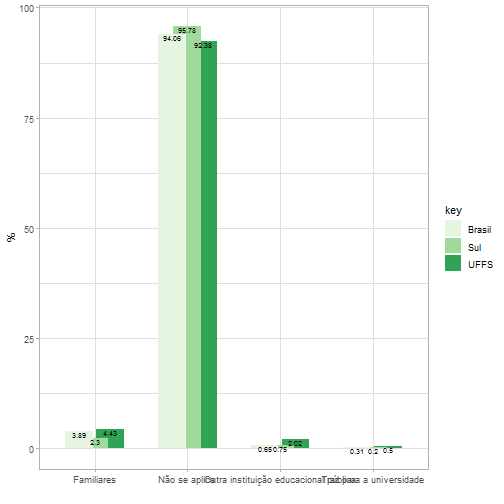 100
75
50
25
0
%
94.06
95.78
92.38
3.89
2.3
4.43
0.65
0.75
2.02
0.31
0.2
0.5
Familiares
Não se aplica
Outra instituição educacional pública
a universidade
key
Brasil
Sul
UFFS